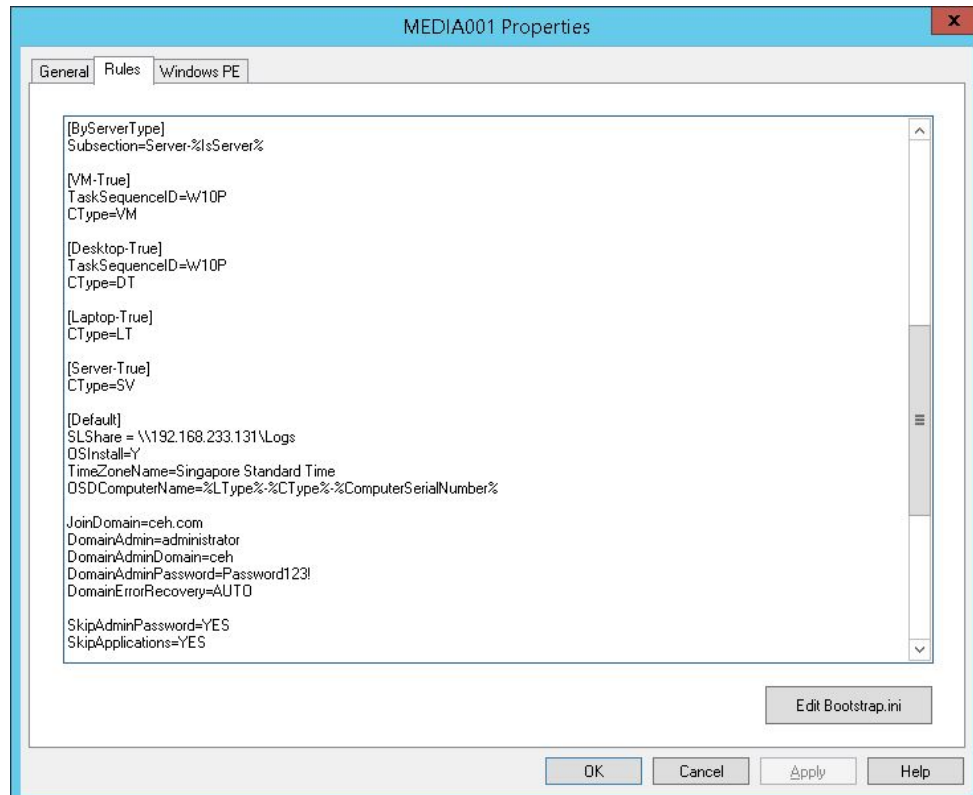 MEDIA001 Properties
x
General
Rules
Windows PE
[ByServerType]
Subsection=Server-%IsServer%
[VM-True]
TaskSequenceID=W10P
CType=VM
[Desktop-True]
TaskSequenceID=W10P
CType=DT
[Laptop-True]
CType=LT
[Server-True]
CType=SV
[Default]
SLShare = \\192.168.233.131\Logs
OSInstall=Y
TimeZoneName=Singapore Standard Time
OSDComputerName=%LType%-%CType%-%ComputerSerialNumber%
JoinDomain=ceh.com
DomainAdmin=administrator
DomainAdminDomain=ceh
DomainAdminPassword=Password123!
DomainErrorRecovery=AUTO
SkipAdminPassword=YES
SkipApplications=YES
Edit Bootstrap.ini
OK
Cancel
Apply
Help